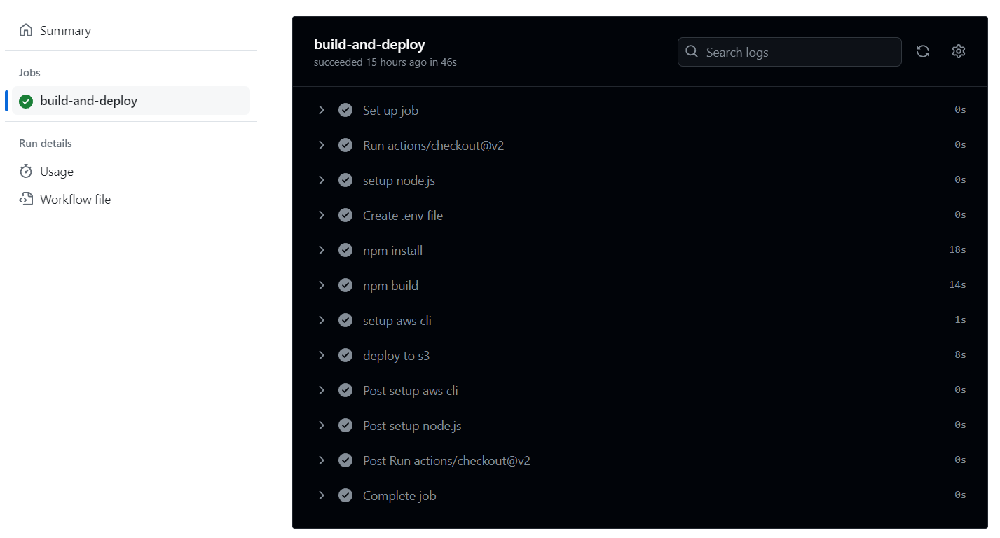 Summary
Jobs
build-and-deploy
Run details
Usage
Workflow file
build-and-deploy
succeeded 15 hours ago in 46s
Search logs
Set up job 0s
Run actions/checkout@v2 0s
setup node.js 0s
Create .env file 0s
npm install 18s
npm build 14s
setup aws cli 1s
deploy to s3 8s
Post setup aws cli 0s
Post setup node.js 0s
Post Run actions/checkout@v2 0s
Complete job 0s